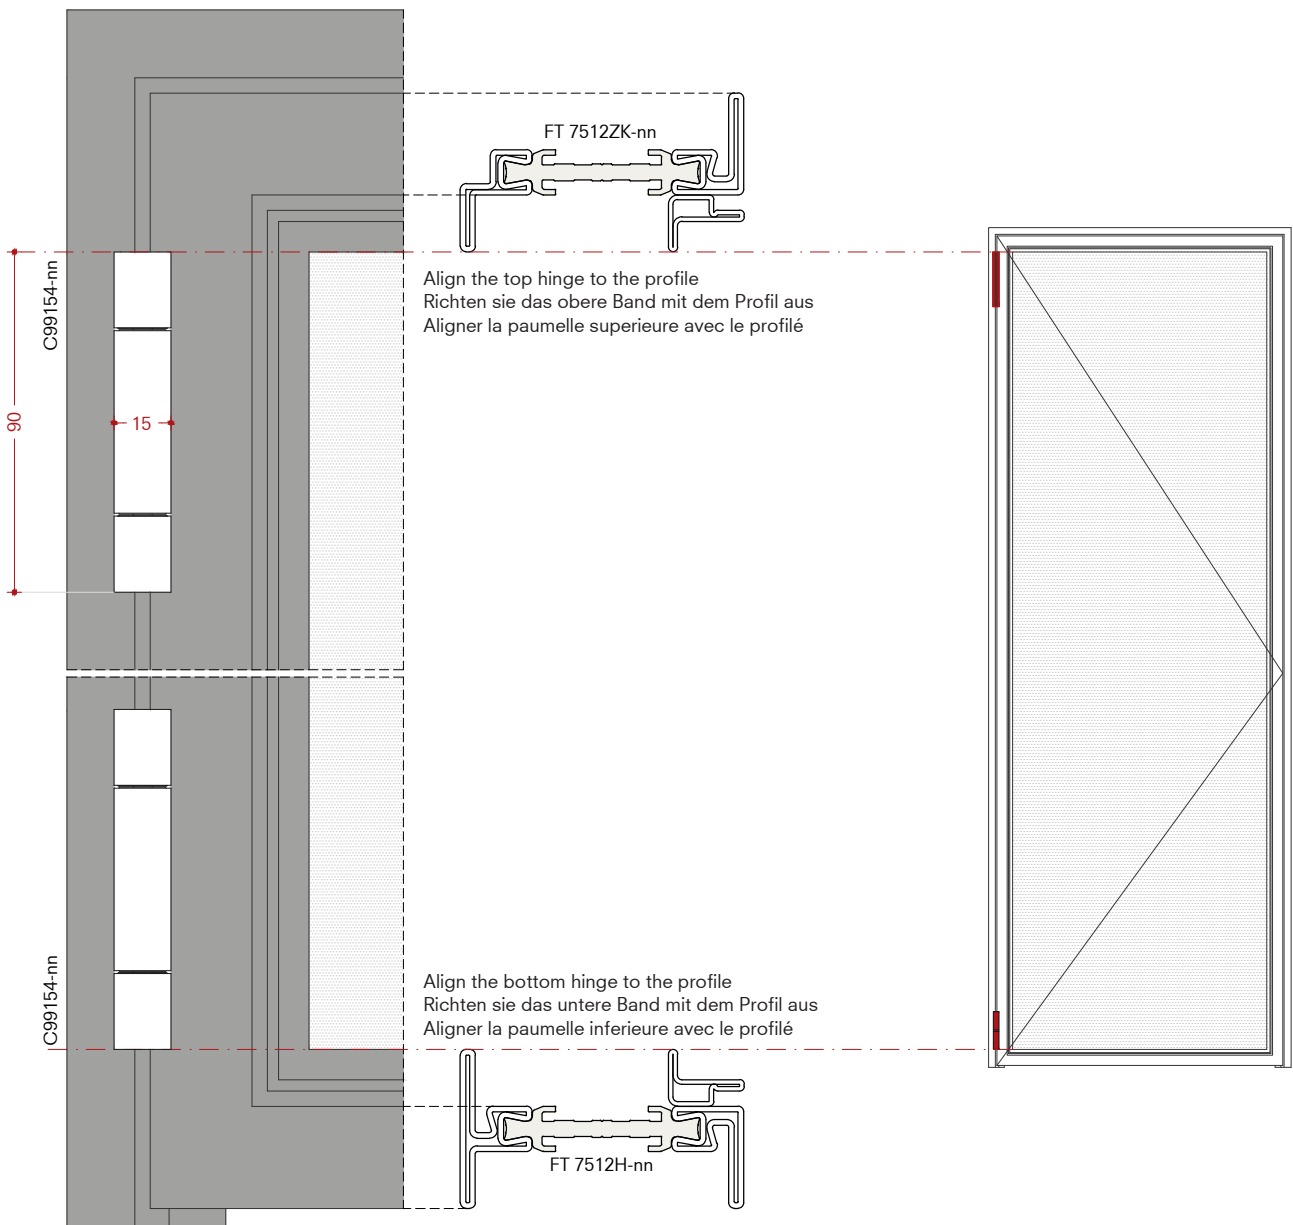 FT 7512ZK-nn
C99154-nn
Align the top hinge to the profile
Richten sie das obere Band mit dem Profil aus
Aligner la paumelle superieure avec le profilé
90
15
C99154-nn
Align the bottom hinge to the profile
Richten sie das untere Band mit dem Profil aus
Aligner la paumelle inferieure avec le profilé
FT 7512H-nn